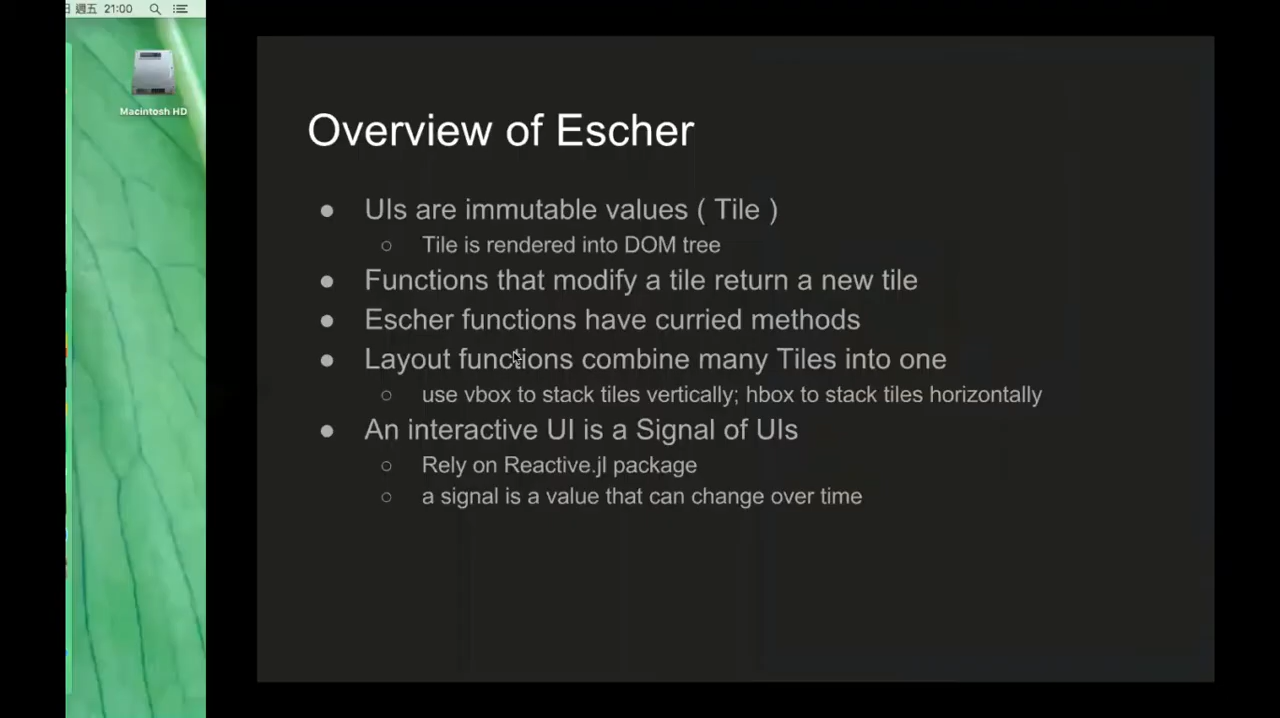 週五 21:00
Macintosh HD
Overview of Escher
● UIs are immutable values ( Tile )
○ Tile is rendered into DOM tree
● Functions that modify a tile return a new tile
● Escher functions have curried methods
● Layout functions combine many Tiles into one
○ use vbox to stack tiles vertically; hbox to stack tiles horizontally
● An interactive UI is a Signal of UIs
○ Rely on Reactive.jl package
○ a signal is a value that can change over time